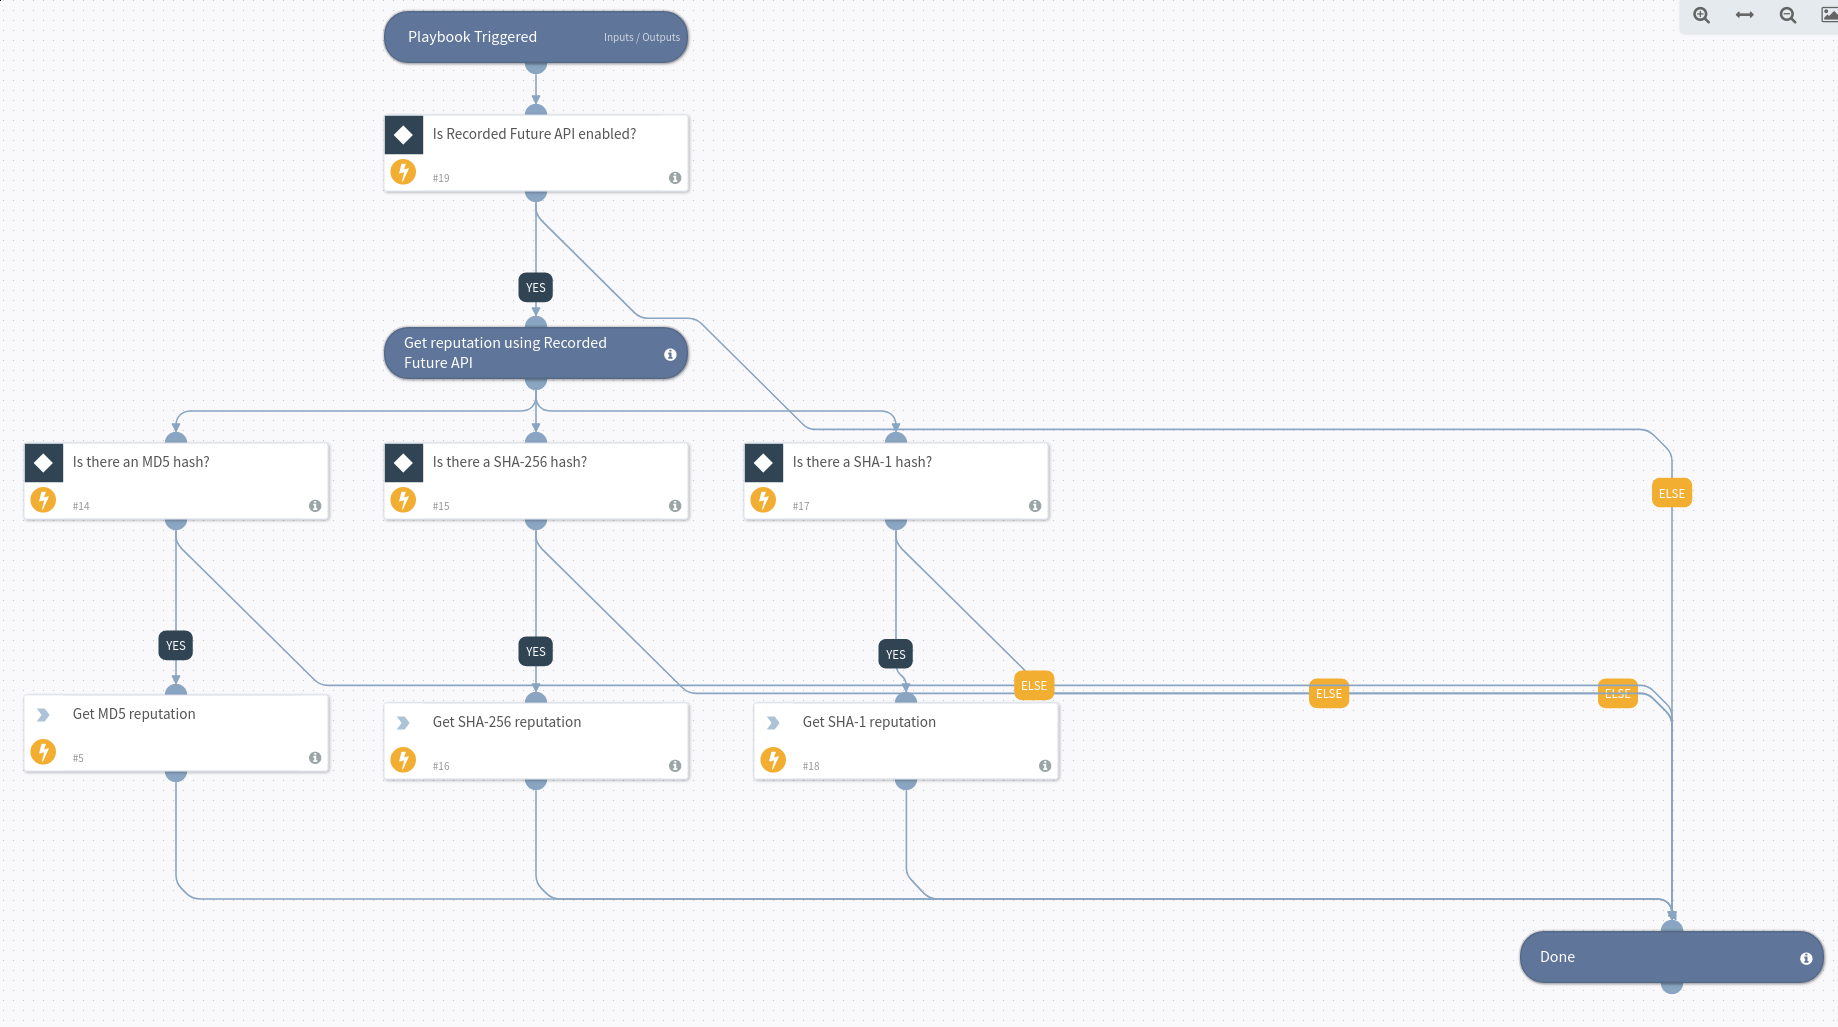 Playbook Triggered
Inputs / Outputs
Is Recorded Future API enabled?
#19
YES
Get reputation using Recorded
Future API
Is there an MD5 hash?
#14
Is there a SHA-256 hash?
#15
Is there a SHA-1 hash?
#17
ELSE
YES
YES
YES
ELSE
ELSE
ELSE
Get MD5 reputation
#5
Get SHA-256 reputation
#16
Get SHA-1 reputation
#18
Done